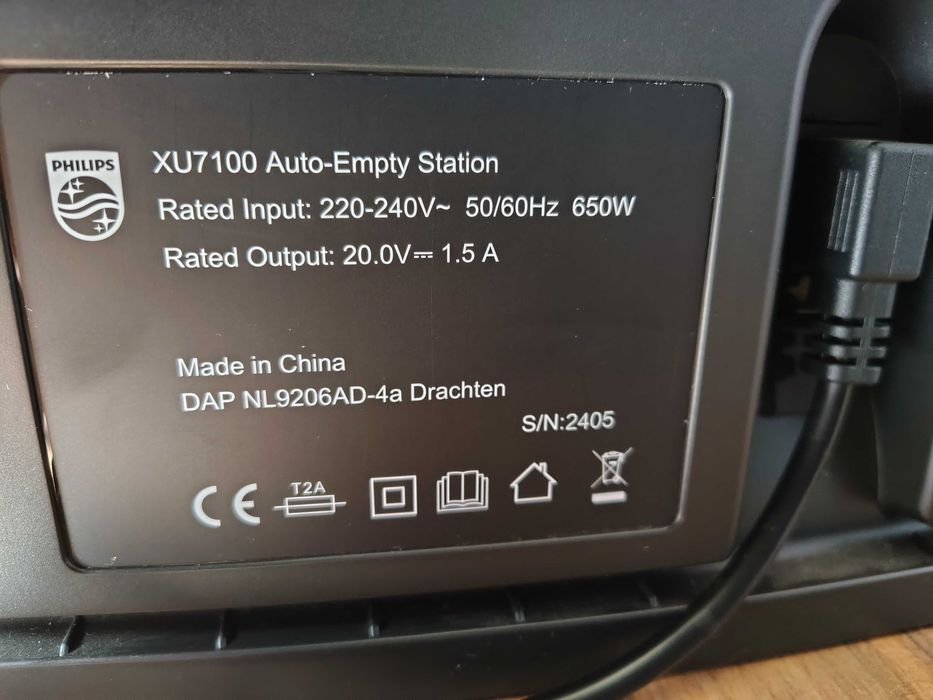 PHILIPS
XU7100 Auto-Empty Station
Rated Input: 220-240V~ 50/60Hz 650W
Rated Output: 20.0V⎓ 1.5 A
Made in China
DAP NL9206AD-4a Drachten
S/N:2405
CE
T2A